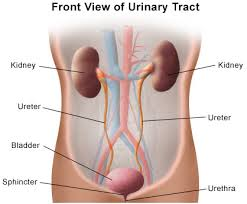 Front View of Urinary Tract
Kidney
Kidney
Ureter
Ureter
Bladder
Sphincter
Urethra